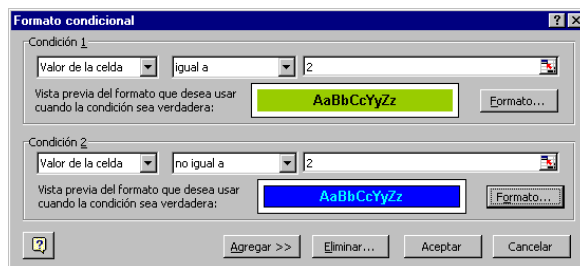 Formato condicional
Condición 1
Valor de la celda igual a 2
Vista previa del formato que desea usar
cuando la condición sea verdadera:
AaBbCcYyZz
Formato...
Condición 2
Valor de la celda no igual a 2
Vista previa del formato que desea usar
cuando la condición sea verdadera:
AaBbCcYyZz
Formato...
Agregar >> Eliminar... Aceptar Cancelar